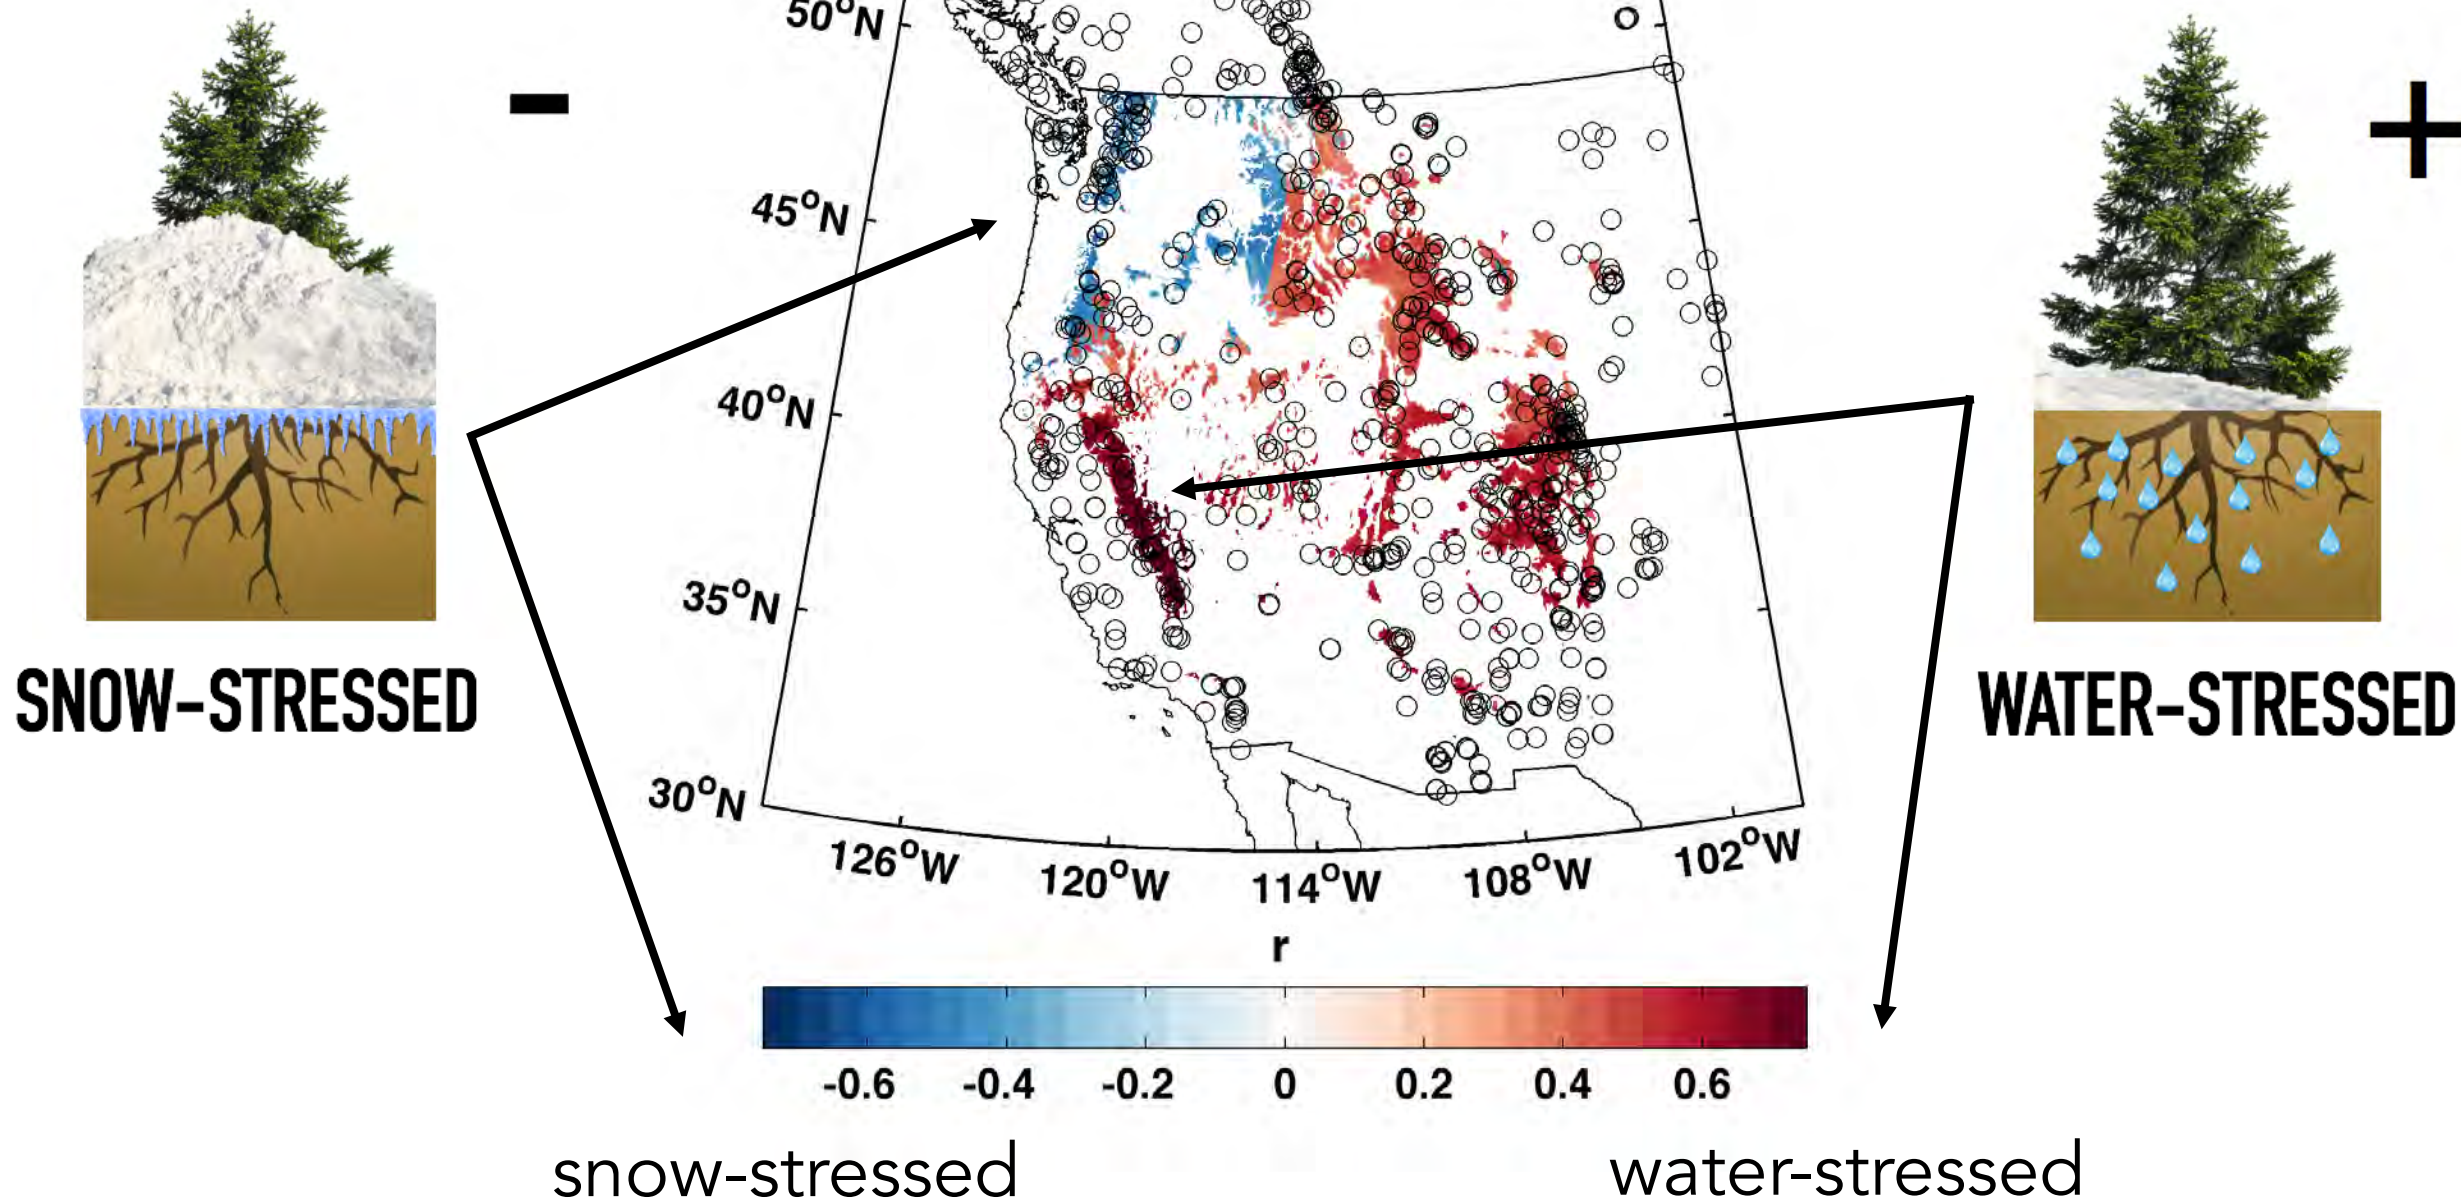 50°N
45°N
40°N
35°N
30°N
-
+
SNOW-STRESSED
WATER-STRESSED
126°W
120°W
114°W
108°W
102°W
r
-0.6
-0.4
-0.2
0
0.2
0.4
0.6
snow-stressed
water-stressed